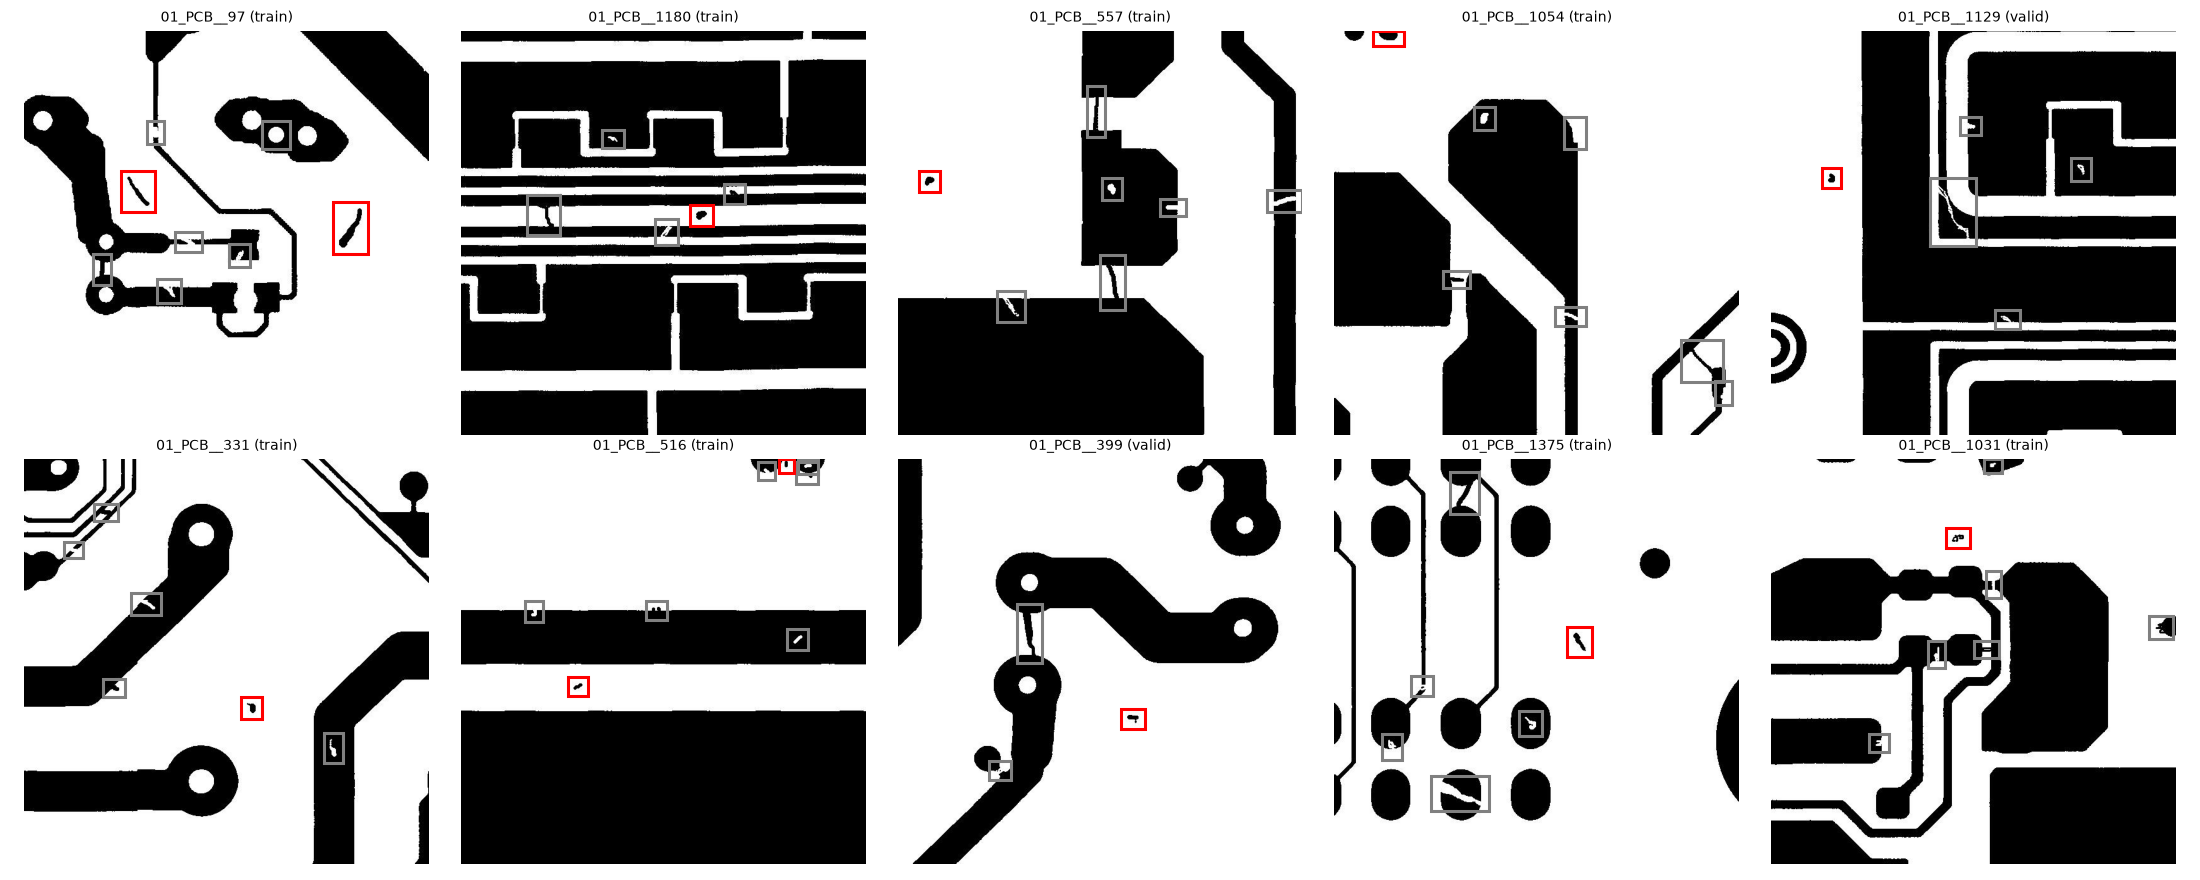 01_PCB__97 (train)
01_PCB__1180 (train)
01_PCB__557 (train)
01_PCB__1054 (train)
01_PCB__1129 (valid)
01_PCB__331 (train)
01_PCB__516 (train)
01_PCB__399 (valid)
01_PCB__1375 (train)
01_PCB__1031 (train)